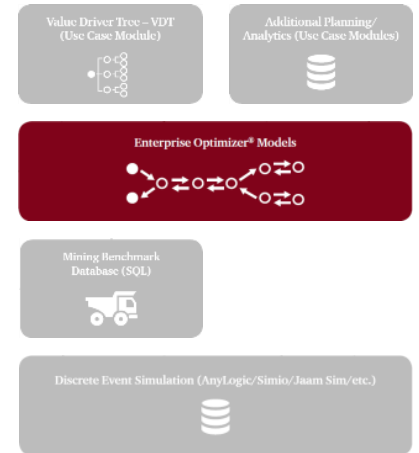 Value Driver Tree – VDT
(Use Case Module)
Additional Planning/
Analytics (Use Case Modules)
Enterprise Optimizer® Models
Mining Benchmark
Database (SQL)
Discrete Event Simulation (AnyLogic/Simio/Jaam Sim/etc.)